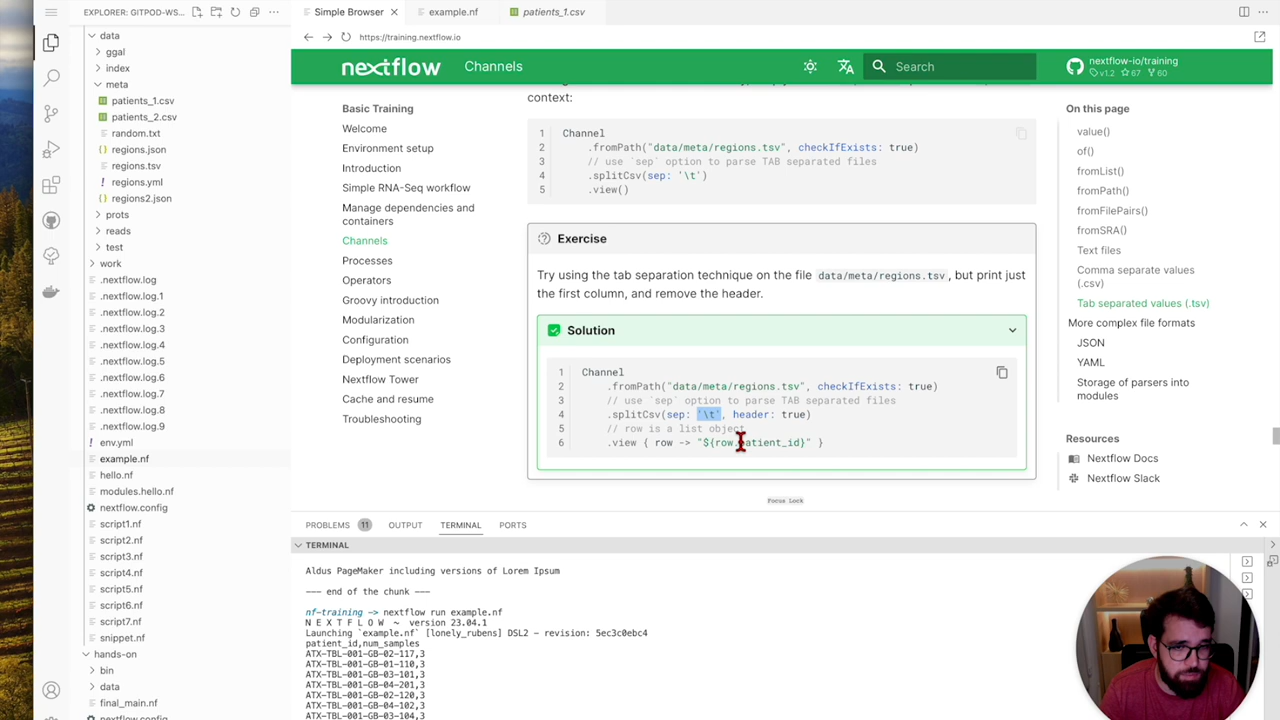 EXPLORER: GITPOD-WS...
data
ggal
index
meta
patients_1.csv
patients_2.csv
random.txt
regions.json
regions.tsv
regions.yml
regions2.json
prots
reads
test
work
.nextflow.log
.nextflow.log.1
.nextflow.log.2
.nextflow.log.3
.nextflow.log.4
.nextflow.log.5
.nextflow.log.6
.nextflow.log.7
.nextflow.log.8
.nextflow.log.9
env.yml
example.nf
hello.nf
modules.hello.nf
nextflow.config
script1.nf
script2.nf
script3.nf
script4.nf
script5.nf
script6.nf
script7.nf
snippet.nf
hands-on
bin
data
final_main.nf
nextflow.config
Simple Browser
example.nf
patients_1.csv
https://training.nextflow.io
nextflow
Channels
Search
nextflow-io/training
v1.2 67 60
Basic Training
Welcome
Environment setup
Introduction
Simple RNA-Seq workflow
Manage dependencies and
containers
Channels
Processes
Operators
Groovy introduction
Modularization
Configuration
Deployment scenarios
Nextflow Tower
Cache and resume
Troubleshooting
context:
1 Channel
2 .fromPath("data/meta/regions.tsv", checkIfExists: true)
3 // use `sep` option to parse TAB separated files
4 .splitCsv(sep: '\t')
5 .view()
Exercise
Try using the tab separation technique on the file data/meta/regions.tsv, but print just
the first column, and remove the header.
Solution
1 Channel
2 .fromPath("data/meta/regions.tsv", checkIfExists: true)
3 // use `sep` option to parse TAB separated files
4 .splitCsv(sep: '\t', header: true)
5 // row is a list object
6 .view { row -> "${row.patient_id}" }
Focus Lock
On this page
value()
of()
fromList()
fromPath()
fromFilePairs()
fromSRA()
Text files
Comma separate values
(.csv)
Tab separated values (.tsv)
More complex file formats
JSON
YAML
Storage of parsers into
modules
Resources
Nextflow Docs
Nextflow Slack
PROBLEMS 11 OUTPUT TERMINAL PORTS
TERMINAL
Aldus PageMaker including versions of Lorem Ipsum
--- end of the chunk ---
nf-training -> nextflow run example.nf
N E X T F L O W ~ version 23.04.1
Launching `example.nf` [lonely_rubens] DSL2 - revision: 5ec3c0ebc4
patient_id,num_samples
ATX-TBL-001-GB-02-117,3
ATX-TBL-001-GB-01-110,3
ATX-TBL-001-GB-03-101,3
ATX-TBL-001-GB-04-201,3
ATX-TBL-001-GB-02-120,3
ATX-TBL-001-GB-04-102,3
ATX-TBL-001-GB-03-104,3